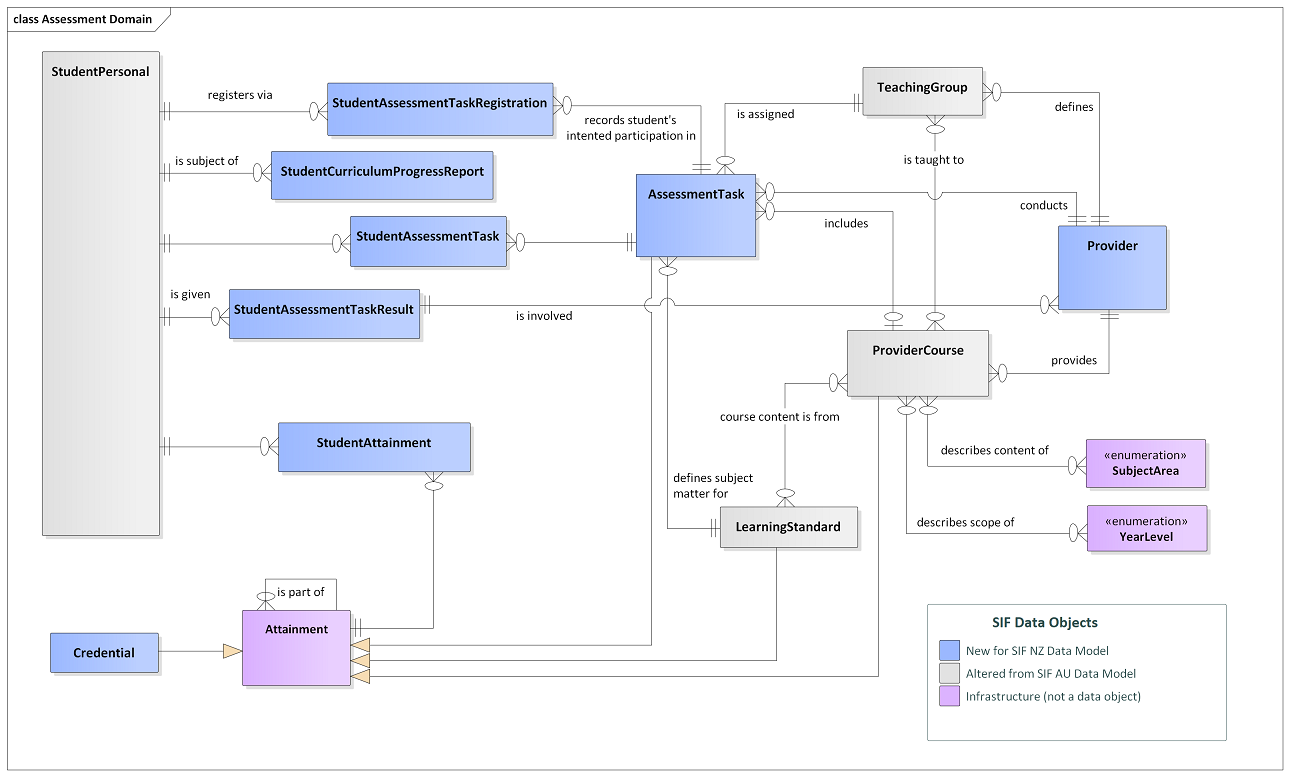 class Assessment Domain
StudentPersonal
registers via
StudentAssessmentTaskRegistration
records student's
intented participation in
is assigned
TeachingGroup
defines
is taught to
is subject of
StudentCurriculumProgressReport
AssessmentTask
conducts
includes
Provider
StudentAssessmentTask
is given
StudentAssessmentTaskResult
is involved
ProviderCourse
provides
course content is from
StudentAttainment
describes content of
«enumeration»
SubjectArea
defines subject
matter for
LearningStandard
describes scope of
«enumeration»
YearLevel
is part of
Attainment
Credential
SIF Data Objects
New for SIF NZ Data Model
Altered from SIF AU Data Model
Infrastructure (not a data object)